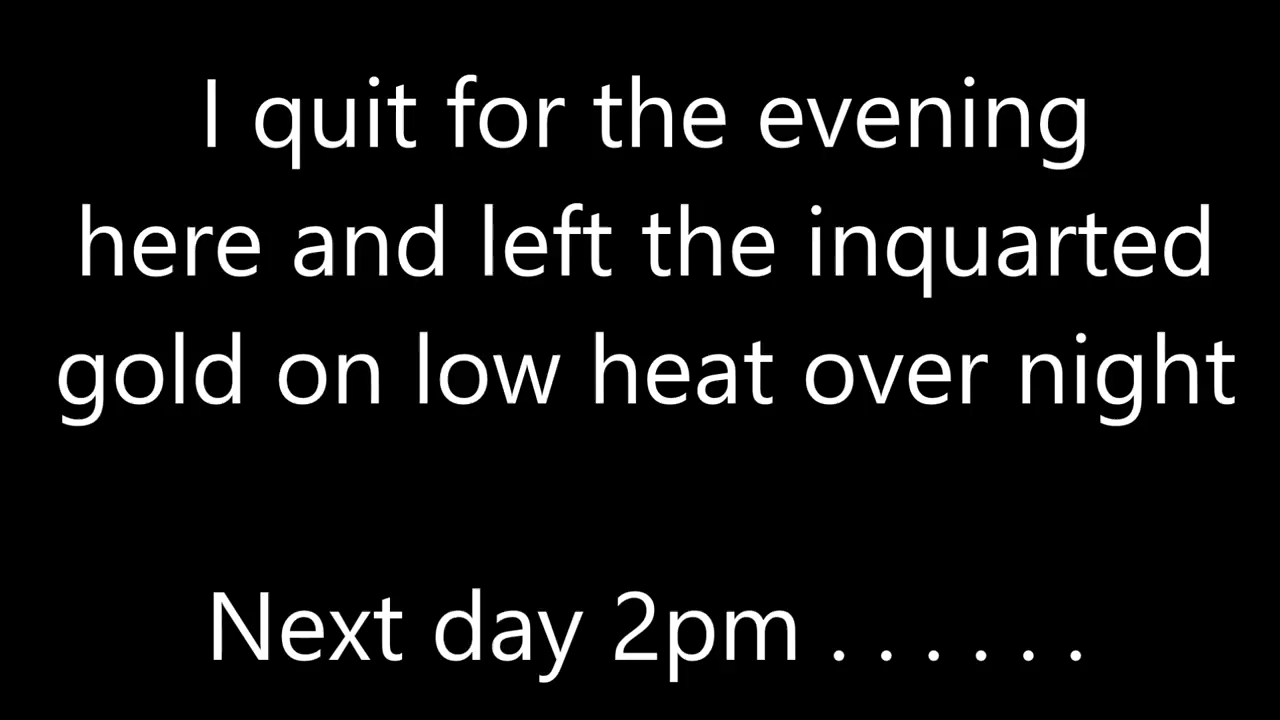 I quit for the evening
here and left the inquarted
gold on low heat over night
Next day 2pm . . . . . .